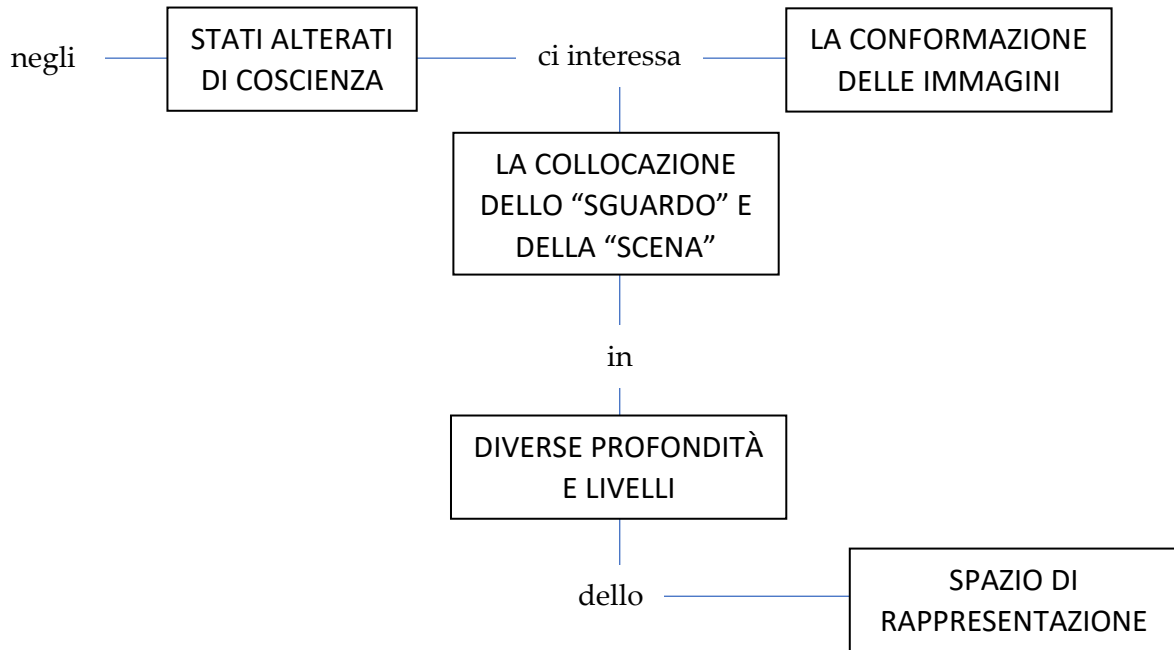 negli
STATI ALTERATI
DI COSCIENZA
ci interessa
LA CONFORMAZIONE
DELLE IMMAGINI
LA COLLOCAZIONE
DELLO “SGUARDO” E
DELLA “SCENA”
in
DIVERSE PROFONDITÀ
E LIVELLI
dello
SPAZIO DI
RAPPRESENTAZIONE